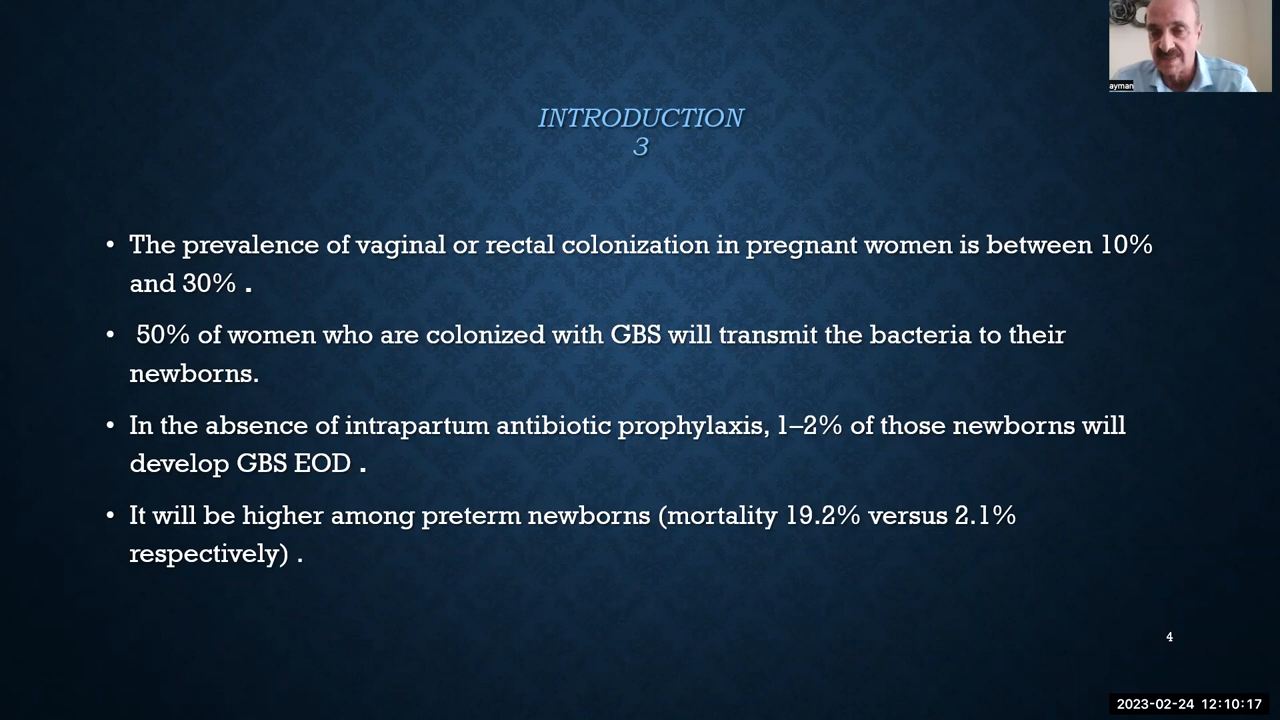 ayman
INTRODUCTION
3
• The prevalence of vaginal or rectal colonization in pregnant women is between 10%
and 30% .
• 50% of women who are colonized with GBS will transmit the bacteria to their
newborns.
• In the absence of intrapartum antibiotic prophylaxis, 1–2% of those newborns will
develop GBS EOD .
• It will be higher among preterm newborns (mortality 19.2% versus 2.1%
respectively) .
4
2023-02-24 12:10:17